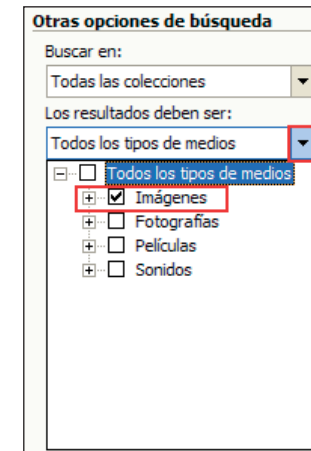 Otras opciones de búsqueda
Buscar en:
Todas las colecciones
Los resultados deben ser:
Todos los tipos de medios
Todos los tipos de medios
Imágenes
Fotografías
Películas
Sonidos